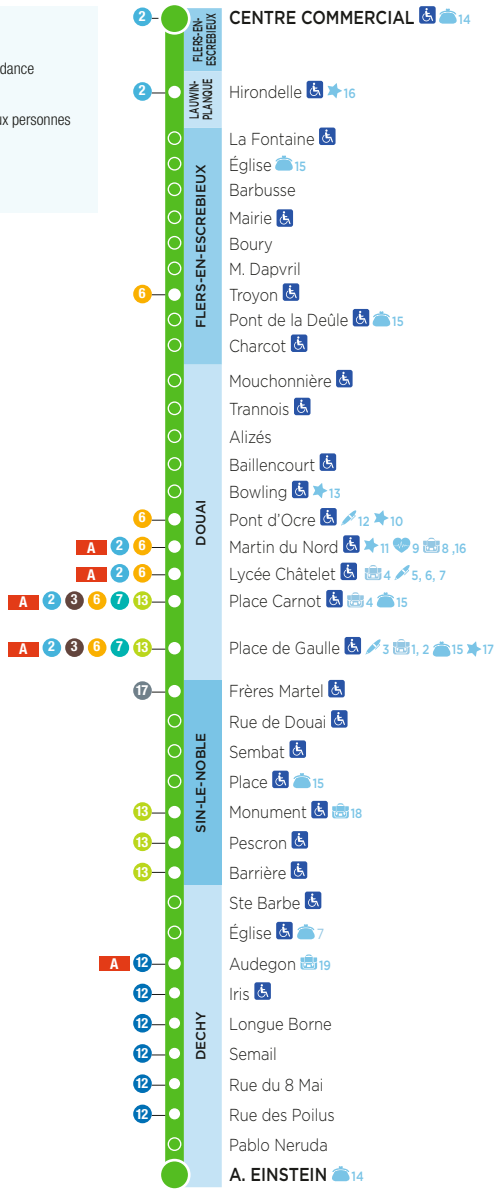 dance
ux personnes
2 FLERS-EN-ESCREBIEUX CENTRE COMMERCIAL 14
2 LAUWIN-PLANQUE Hirondelle 16
FLERS-EN-ESCREBIEUX
La Fontaine
Église 15
Barbusse
Mairie
Boury
M. Dapvril
6 Troyon
Pont de la Deûle 15
Charcot
DOUAI
Mouchonnière
Trannois
Alizés
Baillencourt
Bowling 13
6 Pont d'Ocre 12 10
A 2 6 Martin du Nord 11 9 8 ,16
A 2 6 Lycée Châtelet 4 5, 6, 7
A 2 3 6 7 13 Place Carnot 4 15
A 2 3 6 7 13 Place de Gaulle 3 1, 2 15 17
SIN-LE-NOBLE
17 Frères Martel
Rue de Douai
Sembat
Place 15
13 Monument 18
13 Pescron
13 Barrière
DECHY
Ste Barbe
Église 7
A 12 Audegon 19
12 Iris
12 Longue Borne
12 Semail
12 Rue du 8 Mai
12 Rue des Poilus
Pablo Neruda
A. EINSTEIN 14